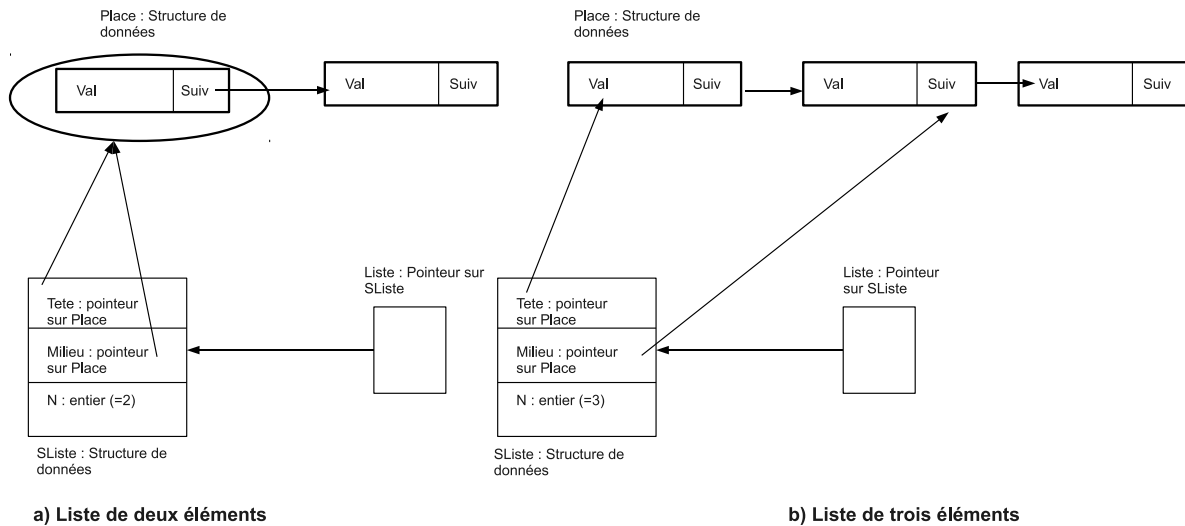 Place : Structure de
données
Val
Suiv
Val
Suiv
Liste : Pointeur sur
SListe
Tete : pointeur
sur Place
Milieu : pointeur
sur Place
N : entier (=2)
SListe : Structure de
données
a) Liste de deux éléments
Place : Structure de
données
Val
Suiv
Val
Suiv
Val
Suiv
Liste : Pointeur
sur SListe
Tete : pointeur
sur Place
Milieu : pointeur
sur Place
N : entier (=3)
SListe : Structure de
données
b) Liste de trois éléments